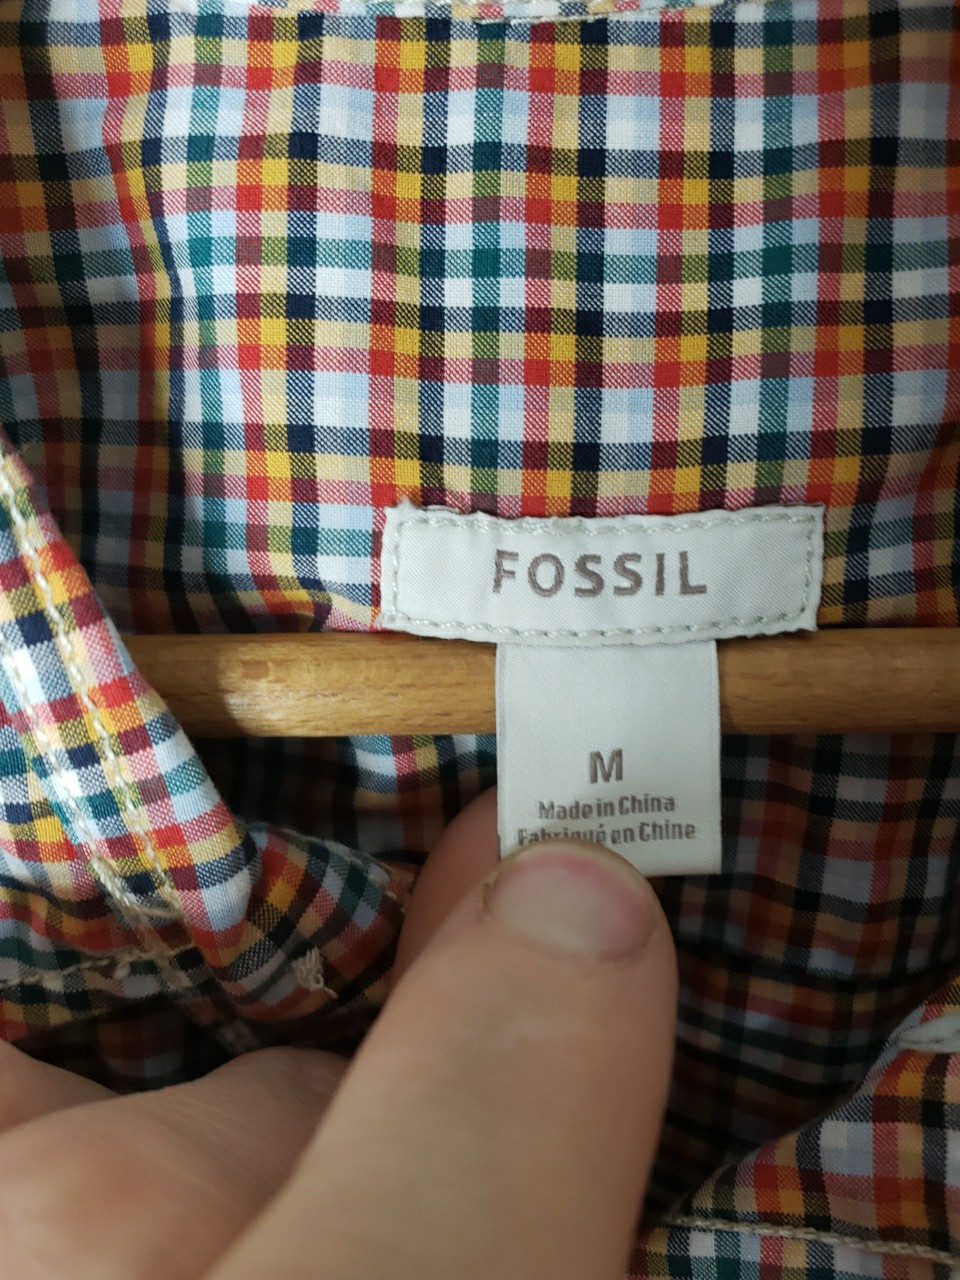 FOSSIL
M
Made in China
Fabriqué en Chine